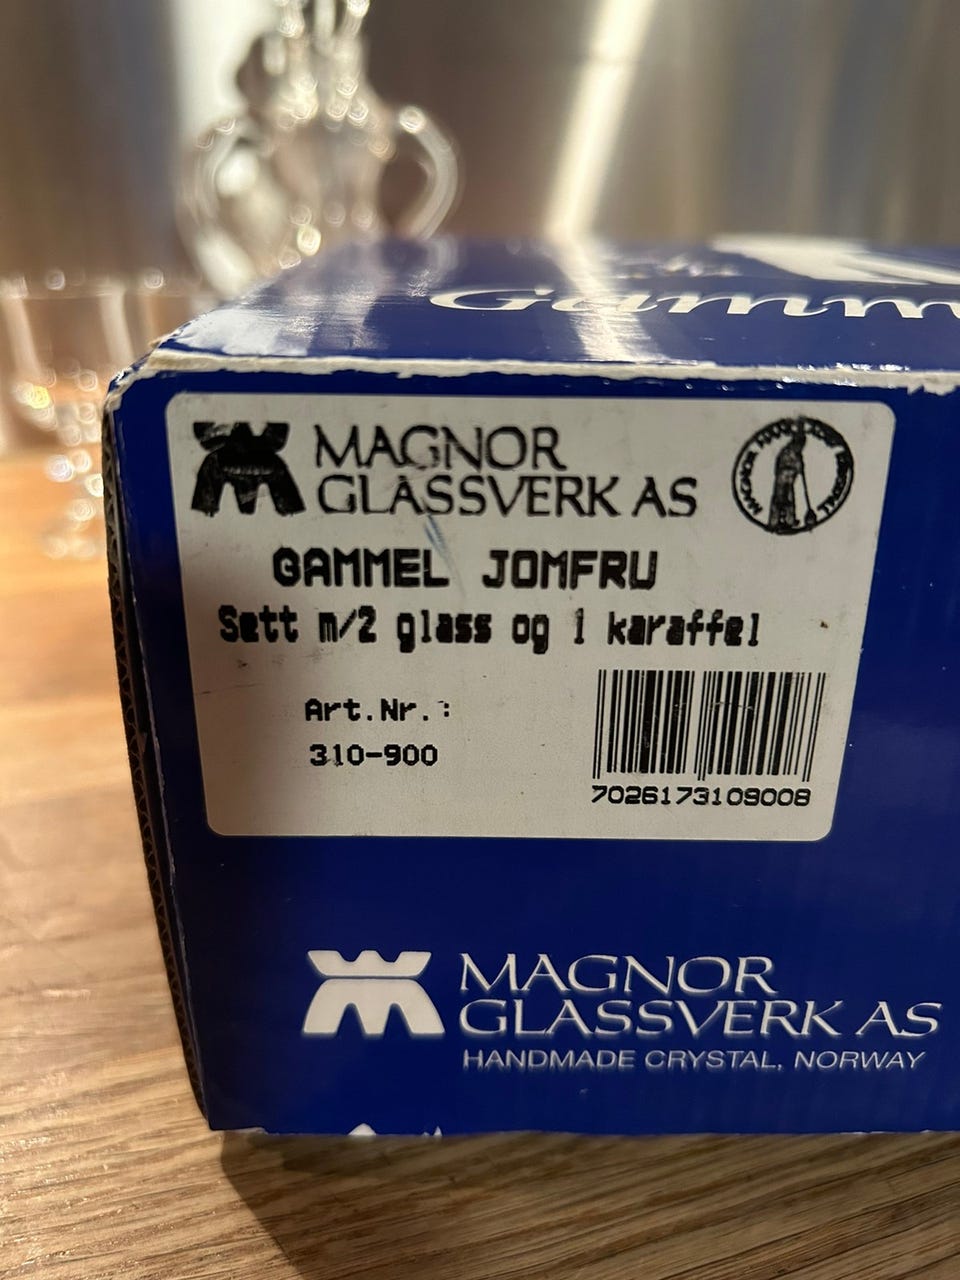 Gamm
MAGNOR
GLASSVERK AS
GAMMEL JOMFRU
Sett m/2 glass og 1 karaffel
Art.Nr.:
310-900
7026173109008
MAGNOR
GLASSVERK AS
HANDMADE CRYSTAL, NORWAY